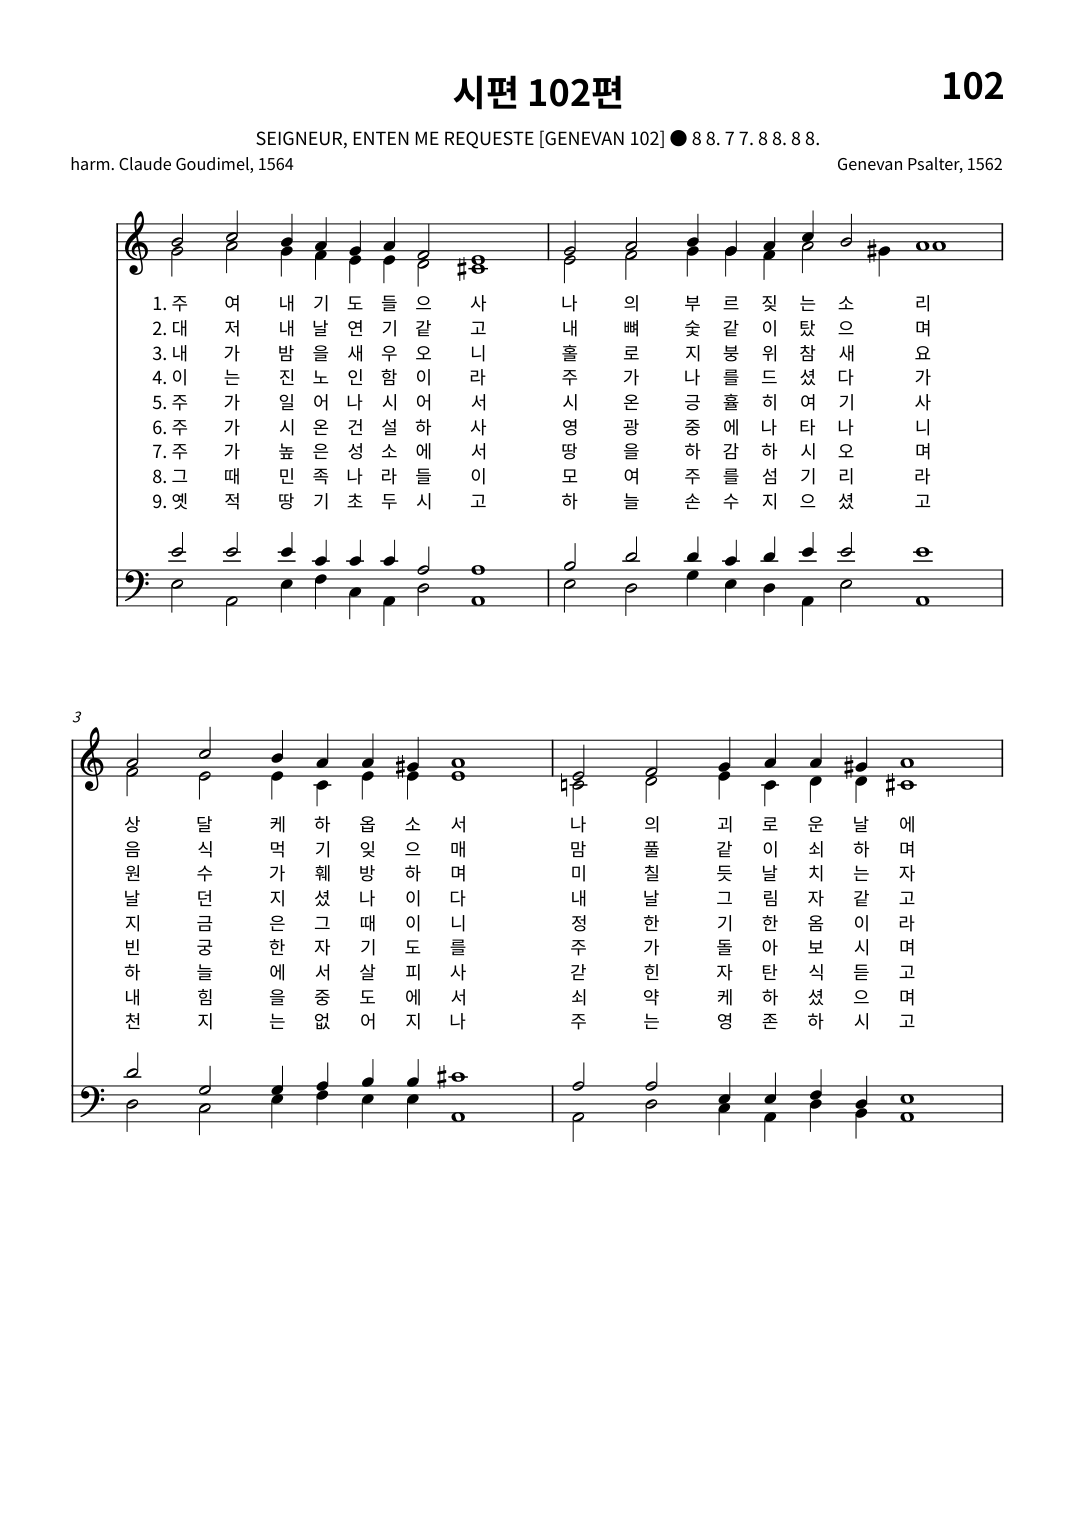 시편 102편
102
SEIGNEUR, ENTEN ME REQUESTE [GENEVAN 102] ● 8 8. 7 7. 8 8. 8 8.
harm. Claude Goudimel, 1564
Genevan Psalter, 1562
1. 주 여 내 기 도 들 으 사 나 의 부 르 짖 는 소 리
2. 대 저 내 날 연 기 같 고 내 뼈 숯 같 이 탔 으 며
3. 내 가 밤 을 새 우 오 니 홀 로 지 붕 위 참 새 요
4. 이 는 진 노 인 함 이 라 주 가 나 를 드 셨 다 가
5. 주 가 일 어 나 시 어 서 시 온 긍 휼 히 여 기 사
6. 주 가 시 온 건 설 하 사 영 광 중 에 나 타 나 니
7. 주 가 높 은 성 소 에 서 땅 을 하 감 하 시 오 며
8. 그 때 민 족 나 라 들 이 모 여 주 를 섬 기 리 라
9. 옛 적 땅 기 초 두 시 고 하 늘 손 수 지 으 셨 고
3
상 달 케 하 옵 소 서 나 의 괴 로 운 날 에
음 식 먹 기 잊 으 매 맘 풀 같 이 쇠 하 며
원 수 가 훼 방 하 며 미 칠 듯 날 치 는 자
날 던 지 셨 나 이 다 내 날 그 림 자 같 고
지 금 은 그 때 이 니 정 한 기 한 옴 이 라
빈 궁 한 자 기 도 를 주 가 돌 아 보 시 며
하 늘 에 서 살 피 사 갇 힌 자 탄 식 듣 고
내 힘 을 중 도 에 서 쇠 약 케 하 셨 으 며
천 지 는 없 어 지 나 주 는 영 존 하 시 고